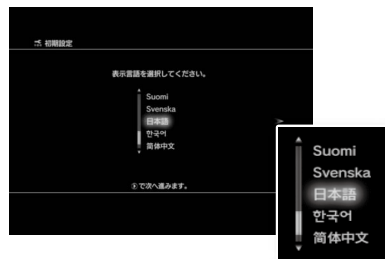 初期設定
表示言語を選択してください。
Suomi
Svenska
日本語
한국어
简体中文
で次へ進みます。
Suomi
Svenska
日本語
한국어
简体中文